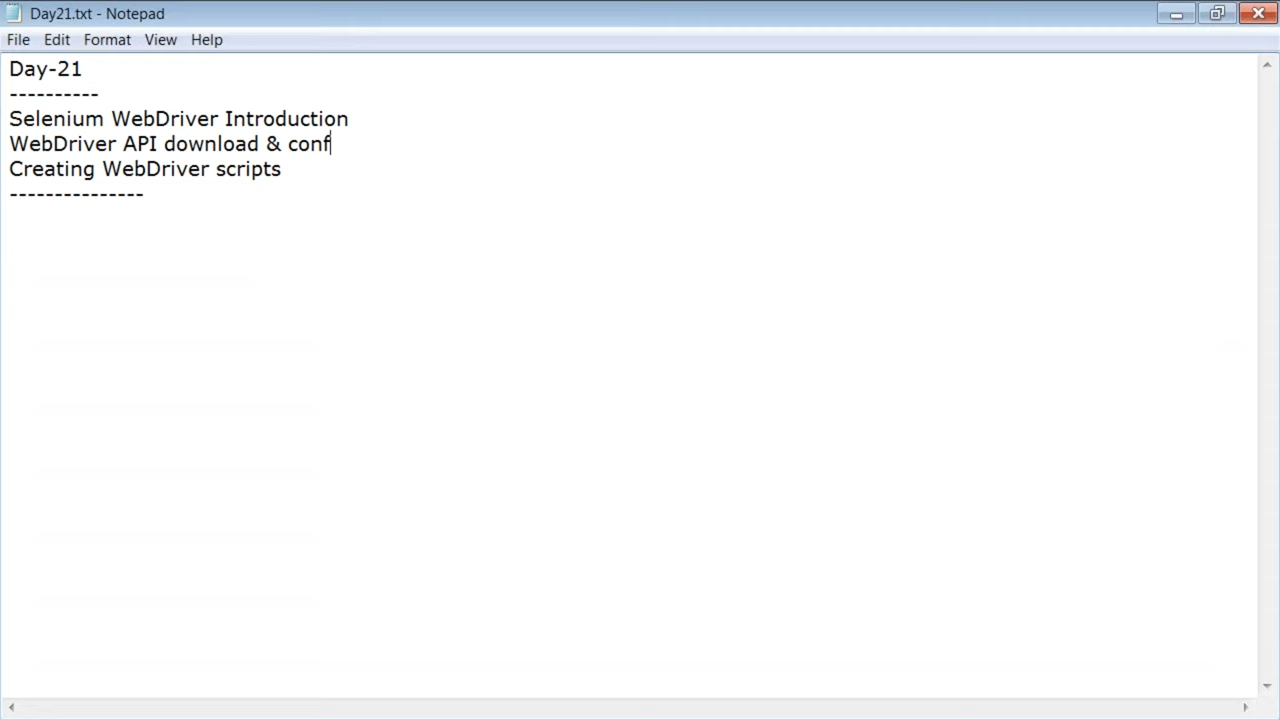 Day21.txt - Notepad
File Edit Format View Help
Day-21
----------
Selenium WebDriver Introduction
WebDriver API download & conf
Creating WebDriver scripts
---------------